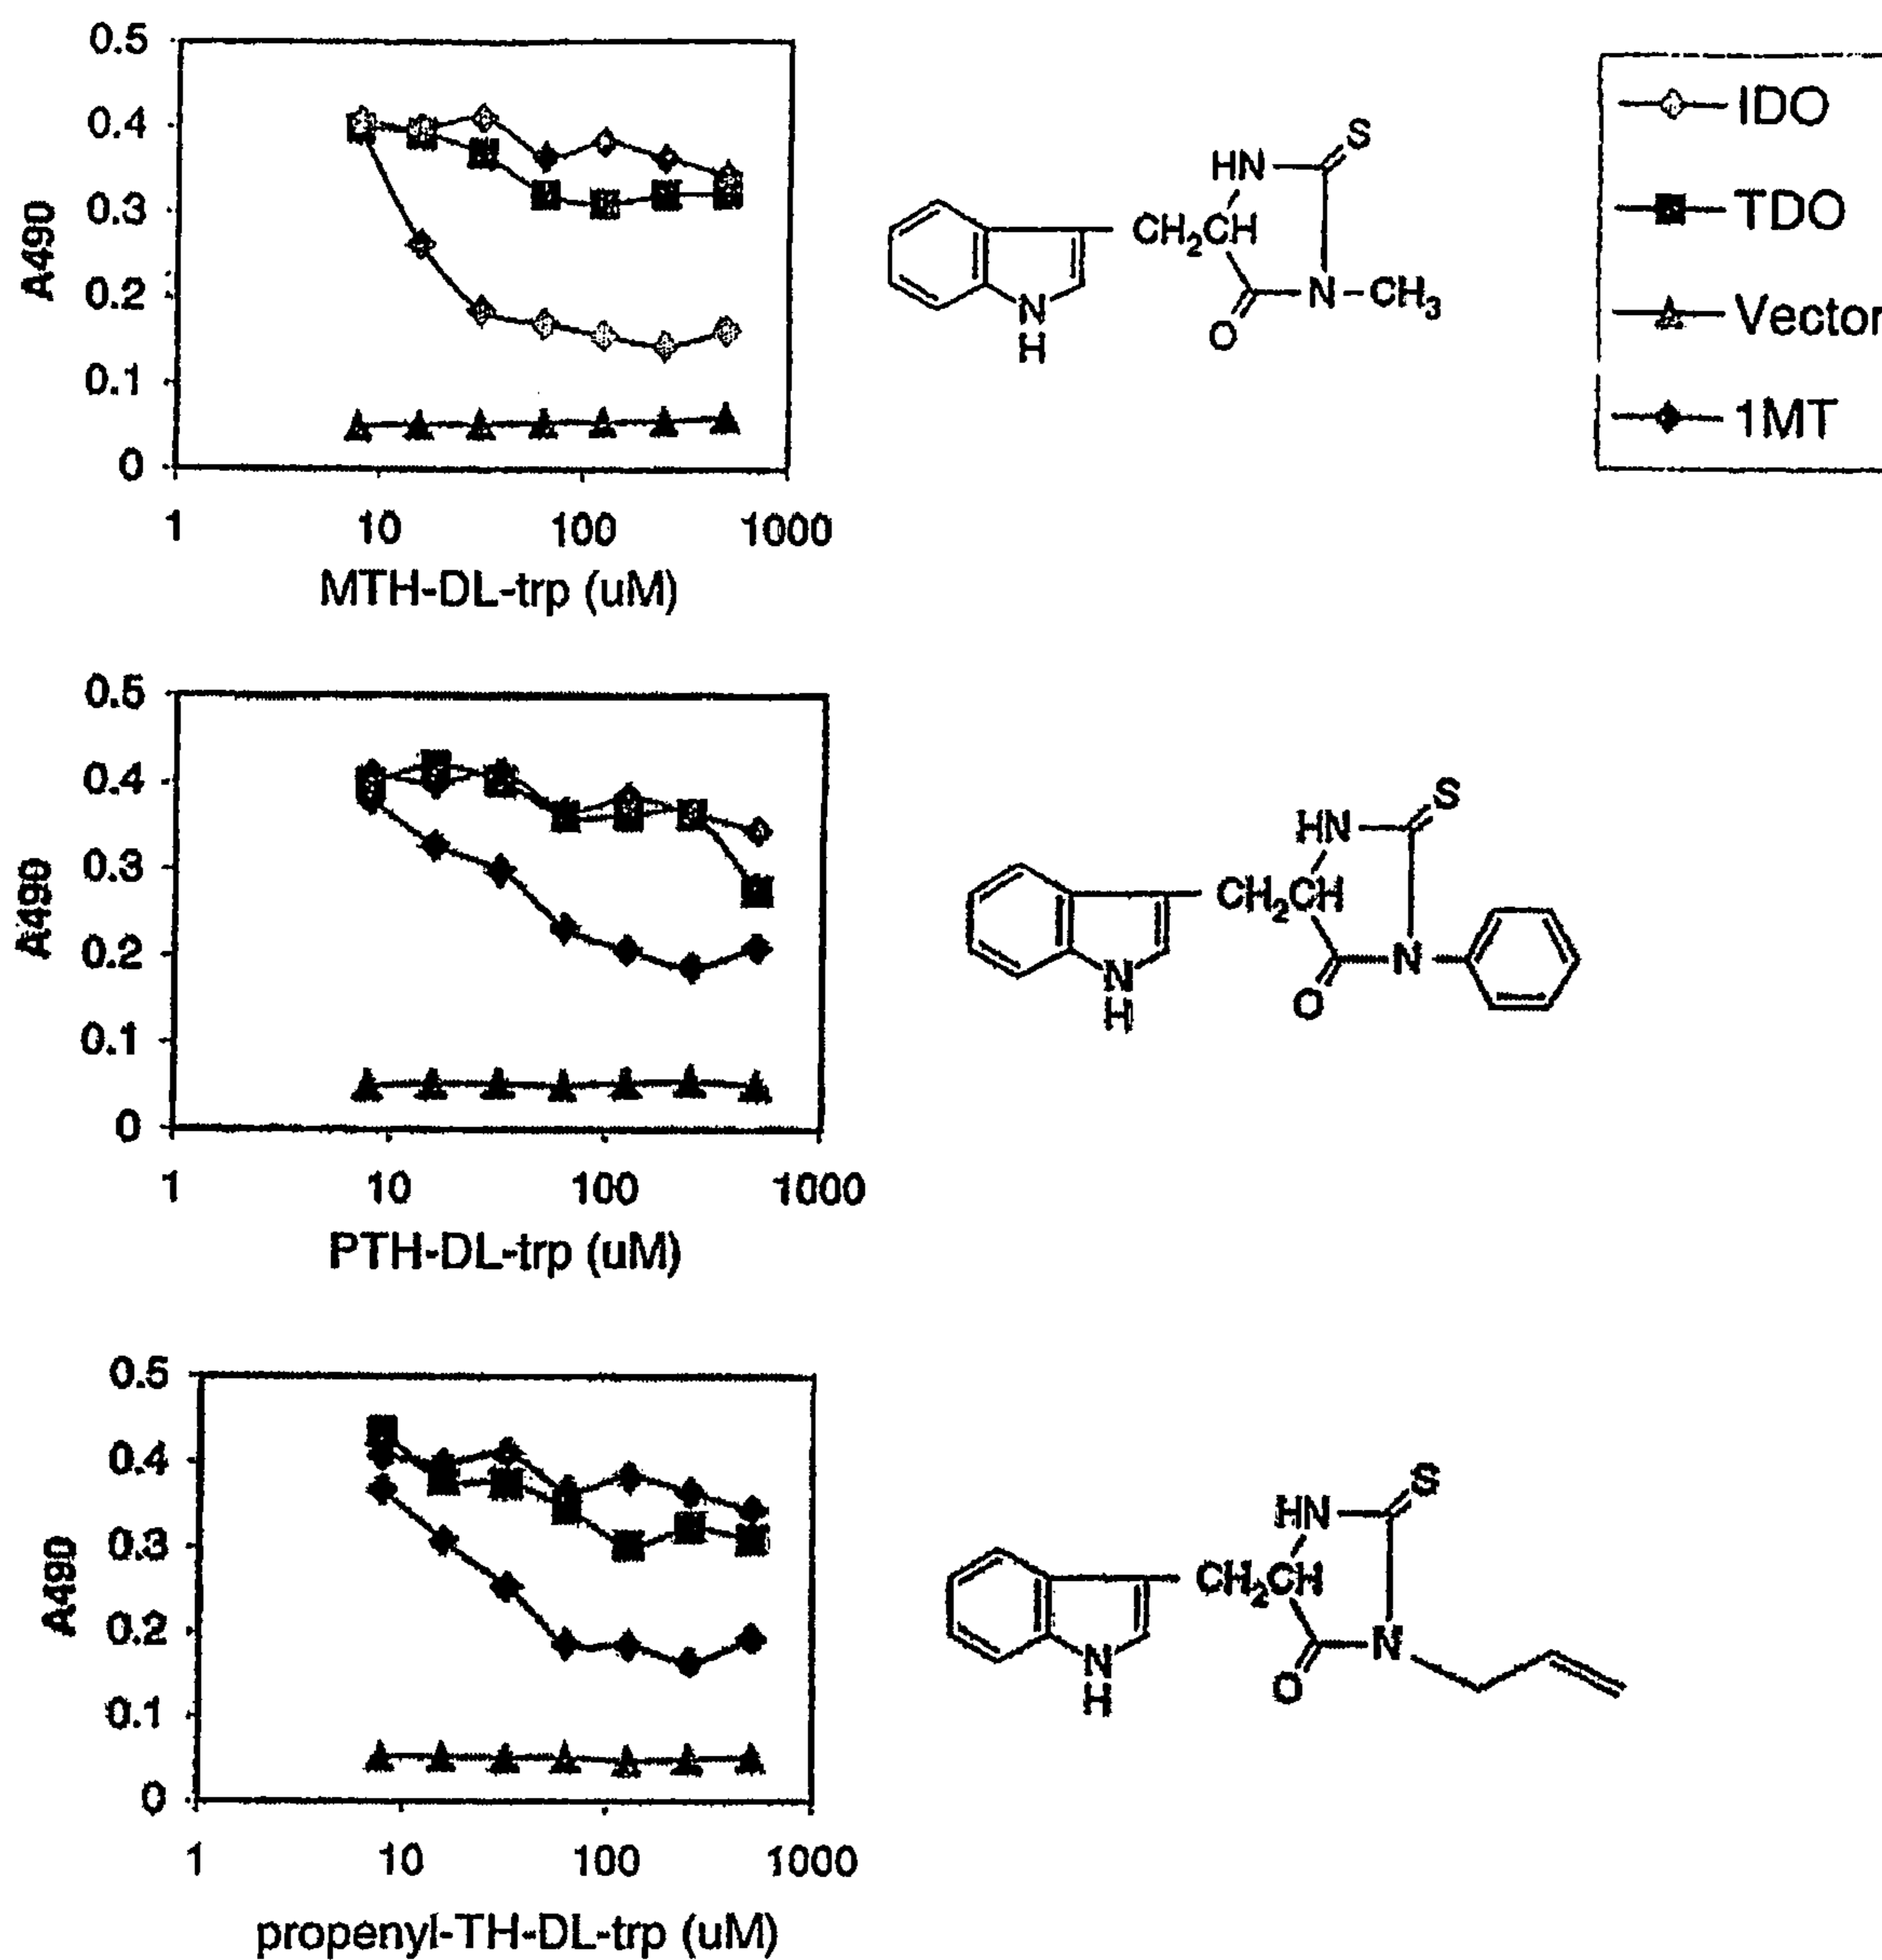 0.5
0.4
0.3
0.2
0.1
0
A490
1
10
100
1000
MTH-DL-trp (uM)
HN
S
CH2CH
N-CH3
O
N
H
IDO
TDO
Vector
1MT
0.5
0.4
0.3
0.2
0.1
0
A490
1
10
100
1000
PTH-DL-trp (uM)
HN
S
CH2CH
N
O
N
H
0.5
0.4
0.3
0.2
0.1
0
A490
1
10
100
1000
propenyl-TH-DL-trp (uM)
HN
S
CH2CH
N
O
N
H